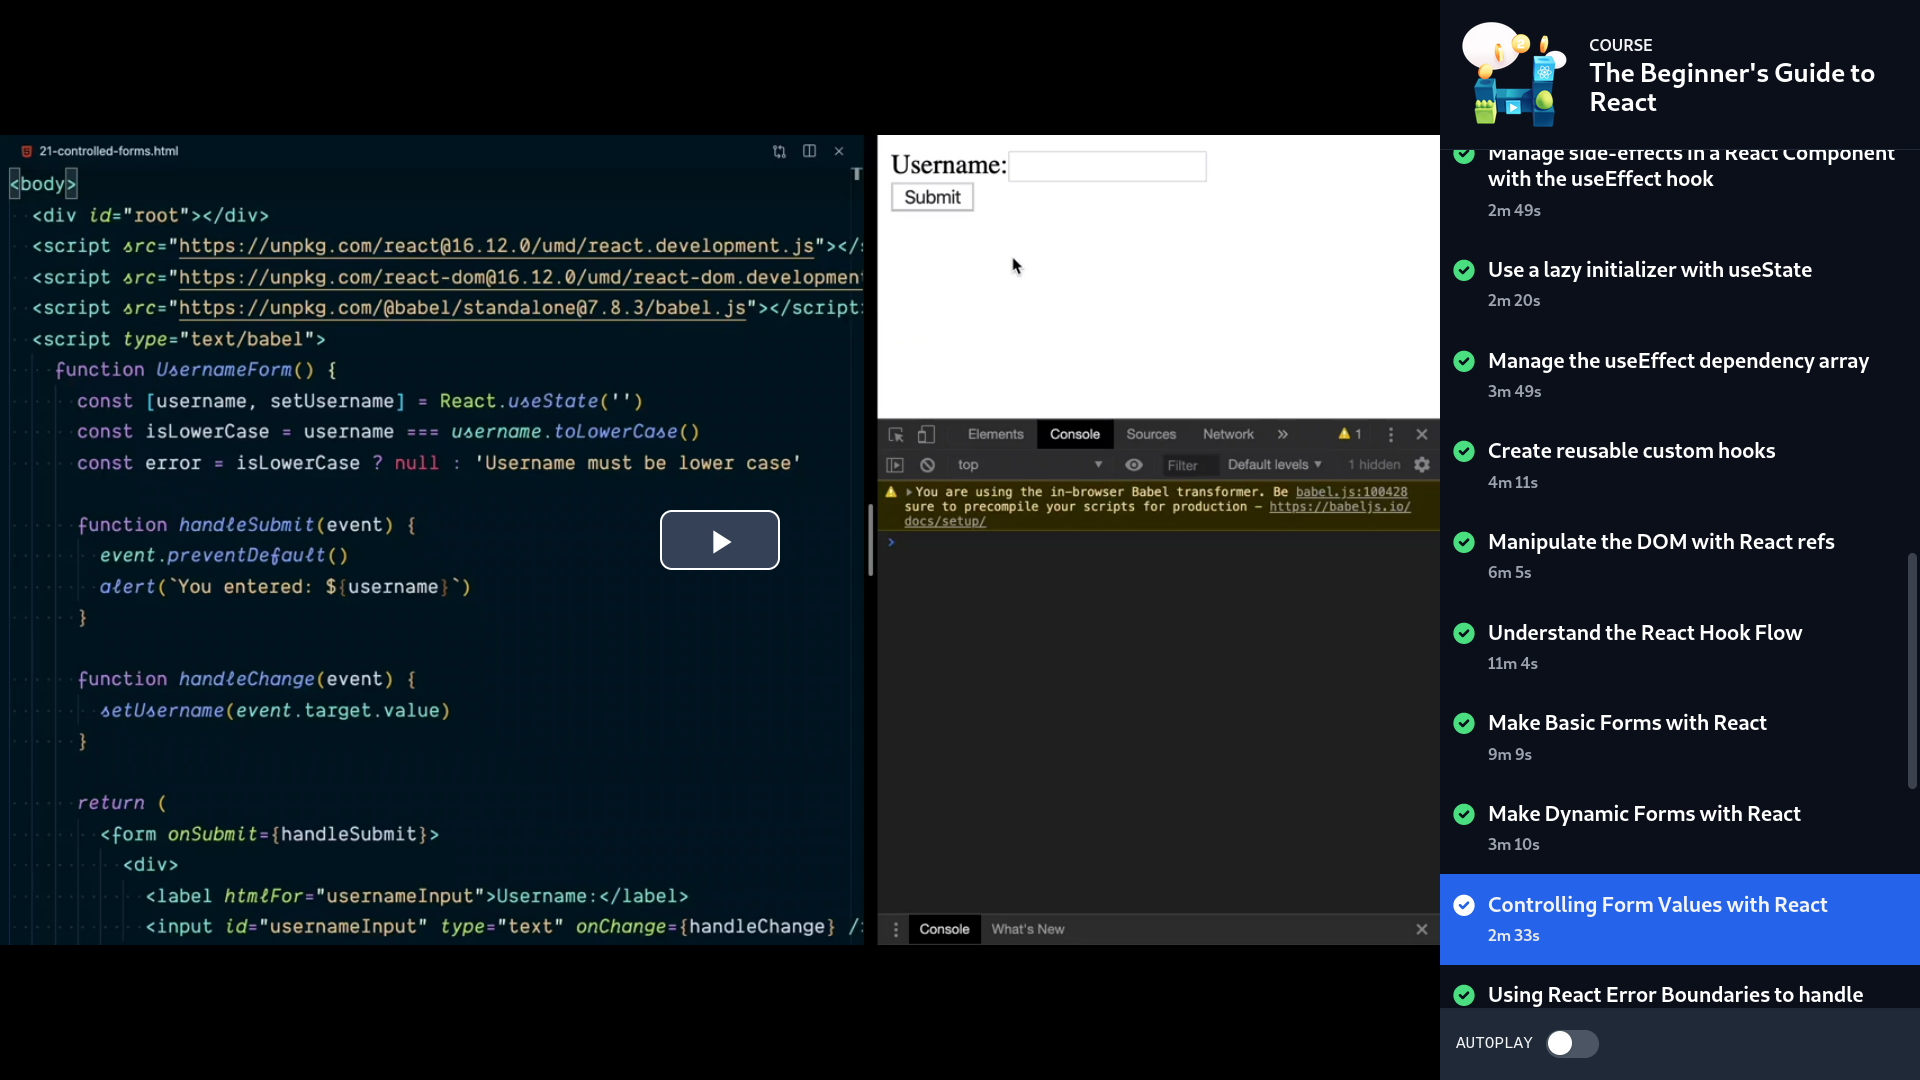 21-controlled-forms.html
<body>
<div id="root"></div>
<script src="https://unpkg.com/react@16.12.0/umd/react.development.js"></
<script src="https://unpkg.com/react-dom@16.12.0/umd/react-dom.development
<script src="https://unpkg.com/@babel/standalone@7.8.3/babel.js"></script
<script type="text/babel">
function UsernameForm() {
const [username, setUsername] = React.useState('')
const isLowerCase = username === username.toLowerCase()
const error = isLowerCase ? null : 'Username must be lower case'
function handleSubmit(event) {
event.preventDefault()
alert(`You entered: ${username}`)
}
function handleChange(event) {
setUsername(event.target.value)
}
return (
<form onSubmit={handleSubmit}>
<div>
<label htmlFor="usernameInput">Username:</label>
<input id="usernameInput" type="text" onChange={handleChange} /
Username:
Submit
Elements Console Sources Network » 1
top Filter Default levels ▼ 1 hidden
You are using the in-browser Babel transformer. Be babel.js:100428
sure to precompile your scripts for production – https://babeljs.io/
docs/setup/
Console What's New
COURSE
The Beginner's Guide to
React
Manage side-effects in a React Component
with the useEffect hook
2m 49s
Use a lazy initializer with useState
2m 20s
Manage the useEffect dependency array
3m 49s
Create reusable custom hooks
4m 11s
Manipulate the DOM with React refs
6m 5s
Understand the React Hook Flow
11m 4s
Make Basic Forms with React
9m 9s
Make Dynamic Forms with React
3m 10s
Controlling Form Values with React
2m 33s
Using React Error Boundaries to handle
AUTOPLAY